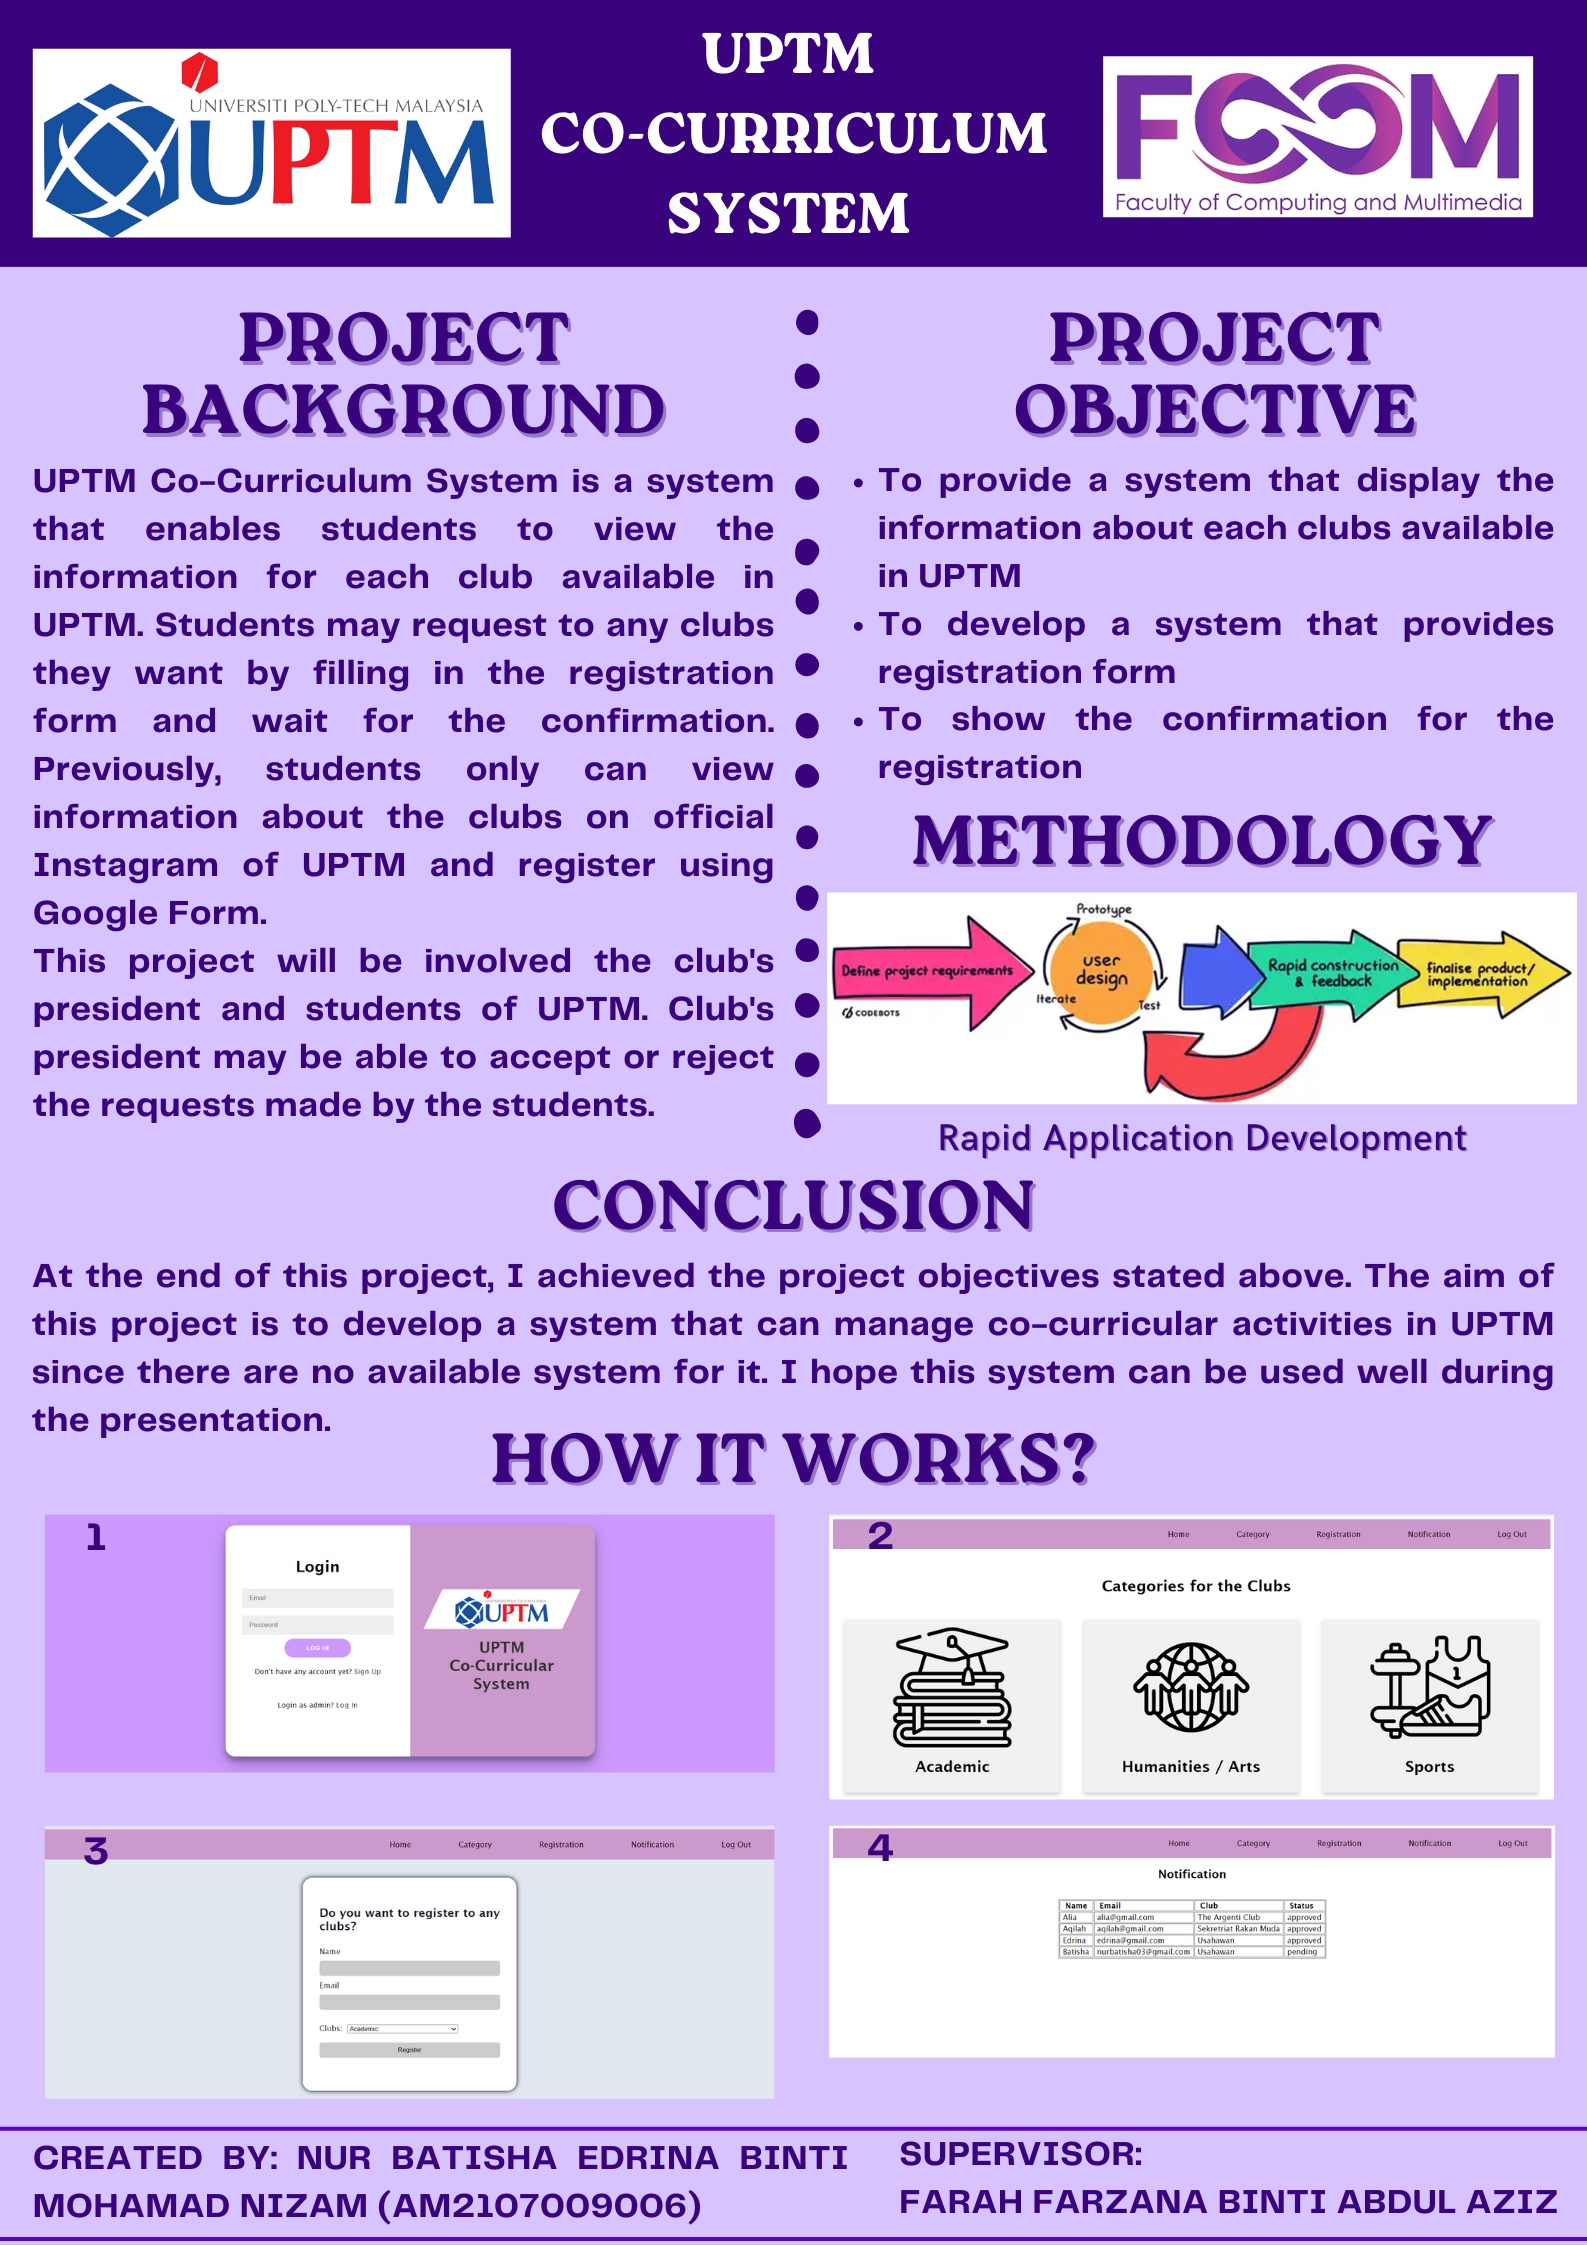 UNIVERSITI POLY-TECH MALAYSIA
UPTM
UPTM
CO-CURRICULUM
SYSTEM
FCOM
Faculty of Computing and Multimedia
PROJECT
BACKGROUND
UPTM Co-Curriculum System is a system
that enables students to view the
information for each club available in
UPTM. Students may request to any clubs
they want by filling in the registration
form and wait for the confirmation.
Previously, students only can view
information about the clubs on official
Instagram of UPTM and register using
Google Form.
This project will be involved the club's
president and students of UPTM. Club's
president may be able to accept or reject
the requests made by the students.
PROJECT
OBJECTIVE
• To provide a system that display the
information about each clubs available
in UPTM
• To develop a system that provides
registration form
• To show the confirmation for the
registration
METHODOLOGY
Define project requirements
CODEBOTS
Prototype
user
design
Iterate
Test
Rapid construction
& feedback
finalise product/
implementation
Rapid Application Development
CONCLUSION
At the end of this project, I achieved the project objectives stated above. The aim of
this project is to develop a system that can manage co-curricular activities in UPTM
since there are no available system for it. I hope this system can be used well during
the presentation.
HOW IT WORKS?
1
Login
Email
Password
LOG IN
Don't have any account yet? Sign Up
Login as admin? Log In
UPTM
UPTM
Co-Curricular
System
2
Home Category Registration Notification Log Out
Categories for the Clubs
1
Academic
Humanities / Arts
Sports
3
Home Category Registration Notification Log Out
Do you want to register to any
clubs?
Name
Email
Clubs: Academic
Register
4
Home Category Registration Notification Log Out
Notification
Name Email Club Status
Alia alia@gmail.com The Argenti Club approved
Aqilah aqilah@gmail.com Sekretriat Rakan Muda approved
Edrina edrina@gmail.com Usahawan approved
Batisha nurbatisha03@gmail.com Usahawan pending
CREATED BY: NUR BATISHA EDRINA BINTI
MOHAMAD NIZAM (AM2107009006)
SUPERVISOR:
FARAH FARZANA BINTI ABDUL AZIZ